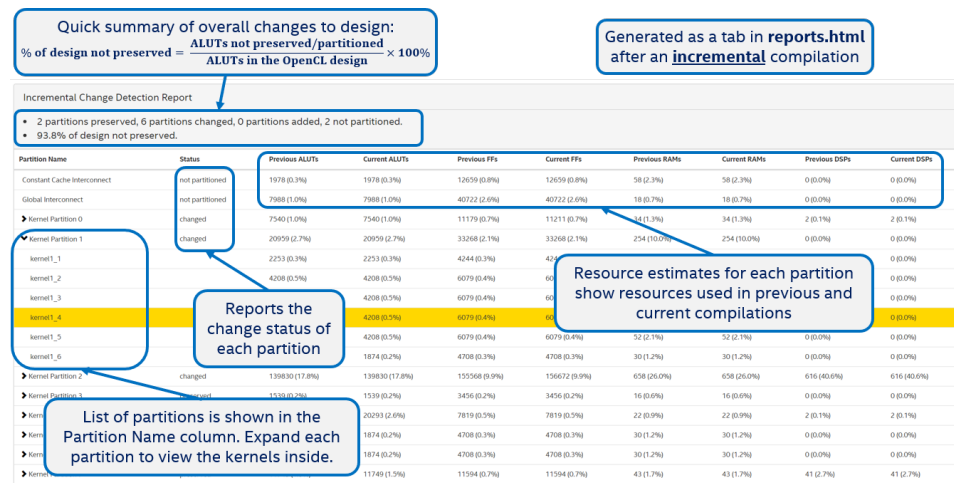 Quick summary of overall changes to design:
% of design not preserved = ALUTs not preserved/partitioned / ALUTs in the OpenCL design × 100%
Generated as a tab in reports.html
after an incremental compilation
Incremental Change Detection Report
• 2 partitions preserved, 6 partitions changed, 0 partitions added, 2 not partitioned.
• 93.8% of design not preserved.
Partition Name Status Previous ALUTs Current ALUTs Previous FFs Current FFs Previous RAMs Current RAMs Previous DSPs Current DSPs
Constant Cache Interconnect not partitioned 1978 (0.3%) 1978 (0.3%) 12659 (0.8%) 12659 (0.8%) 58 (2.3%) 58 (2.3%) 0 (0.0%) 0 (0.0%)
Global Interconnect not partitioned 7988 (1.0%) 7988 (1.0%) 40722 (2.6%) 40722 (2.6%) 18 (0.7%) 18 (0.7%) 0 (0.0%) 0 (0.0%)
Kernel Partition 0 changed 7540 (1.0%) 7540 (1.0%) 11179 (0.7%) 11211 (0.7%) 34 (1.3%) 34 (1.3%) 2 (0.1%) 2 (0.1%)
Kernel Partition 1 changed 20959 (2.7%) 20959 (2.7%) 33268 (2.1%) 33268 (2.1%) 254 (10.0%) 254 (10.0%) 0 (0.0%) 0 (0.0%)
kernel1_1 2253 (0.3%) 2253 (0.3%) 4244 (0.3%)
kernel1_2 4208 (0.5%) 4208 (0.5%) 6079 (0.4%)
kernel1_3 4208 (0.5%) 6079 (0.4%)
kernel1_4 4208 (0.5%) 6079 (0.4%) 0 (0.0%)
kernel1_5 4208 (0.5%) 6079 (0.4%) 6079 (0.4%) 52 (2.1%) 52 (2.1%) 0 (0.0%) 0 (0.0%)
kernel1_6 1874 (0.2%) 4708 (0.3%) 4708 (0.3%) 30 (1.2%) 30 (1.2%) 0 (0.0%) 0 (0.0%)
Kernel Partition 2 changed 139830 (17.8%) 139830 (17.8%) 155568 (9.9%) 156672 (9.9%) 658 (26.0%) 658 (26.0%) 616 (40.6%) 616 (40.6%)
Kernel Partition 3 1539 (0.2%) 1539 (0.2%) 3456 (0.2%) 3456 (0.2%) 16 (0.6%) 16 (0.6%) 0 (0.0%) 0 (0.0%)
20293 (2.6%) 7819 (0.5%) 7819 (0.5%) 22 (0.9%) 22 (0.9%) 2 (0.1%) 2 (0.1%)
1874 (0.2%) 4708 (0.3%) 4708 (0.3%) 30 (1.2%) 30 (1.2%) 0 (0.0%) 0 (0.0%)
1874 (0.2%) 4708 (0.3%) 4708 (0.3%) 30 (1.2%) 30 (1.2%) 0 (0.0%) 0 (0.0%)
11749 (1.5%) 11594 (0.7%) 11594 (0.7%) 43 (1.7%) 43 (1.7%) 41 (2.7%) 41 (2.7%)
Reports the
change status of
each partition
Resource estimates for each partition
show resources used in previous and
current compilations
List of partitions is shown in the
Partition Name column. Expand each
partition to view the kernels inside.